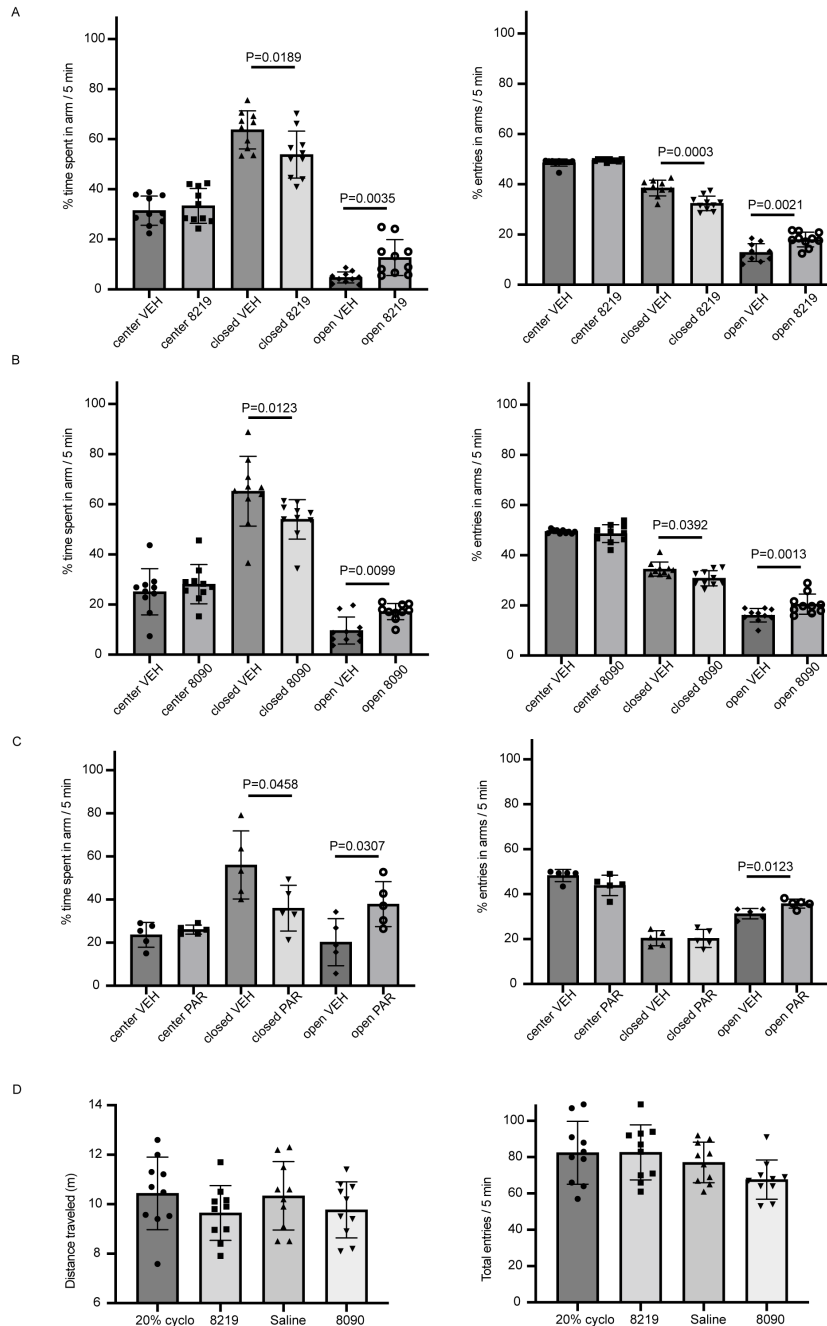 A
% time spent in arm / 5 min
100
80
60
40
20
0
P=0.0189
P=0.0035
center VEH
center 8219
closed VEH
closed 8219
open VEH
open 8219
% entries in arms / 5 min
100
80
60
40
20
0
P=0.0003
P=0.0021
center VEH
center 8219
closed VEH
closed 8219
open VEH
open 8219
B
% time spent in arm / 5 min
100
80
60
40
20
0
P=0.0123
P=0.0099
center VEH
center 8090
closed VEH
closed 8090
open VEH
open 8090
% entries in arms / 5 min
100
80
60
40
20
0
P=0.0392
P=0.0013
center VEH
center 8090
closed VEH
closed 8090
open VEH
open 8090
C
% time spent in arm / 5 min
100
80
60
40
20
0
P=0.0458
P=0.0307
center VEH
center PAR
closed VEH
closed PAR
open VEH
open PAR
% entries in arms / 5 min
100
80
60
40
20
0
P=0.0123
center VEH
center PAR
closed VEH
closed PAR
open VEH
open PAR
D
Distance traveled (m)
14
12
10
8
6
20% cyclo
8219
Saline
8090
Total entries / 5 min
100
80
60
40
20
0
20% cyclo
8219
Saline
8090